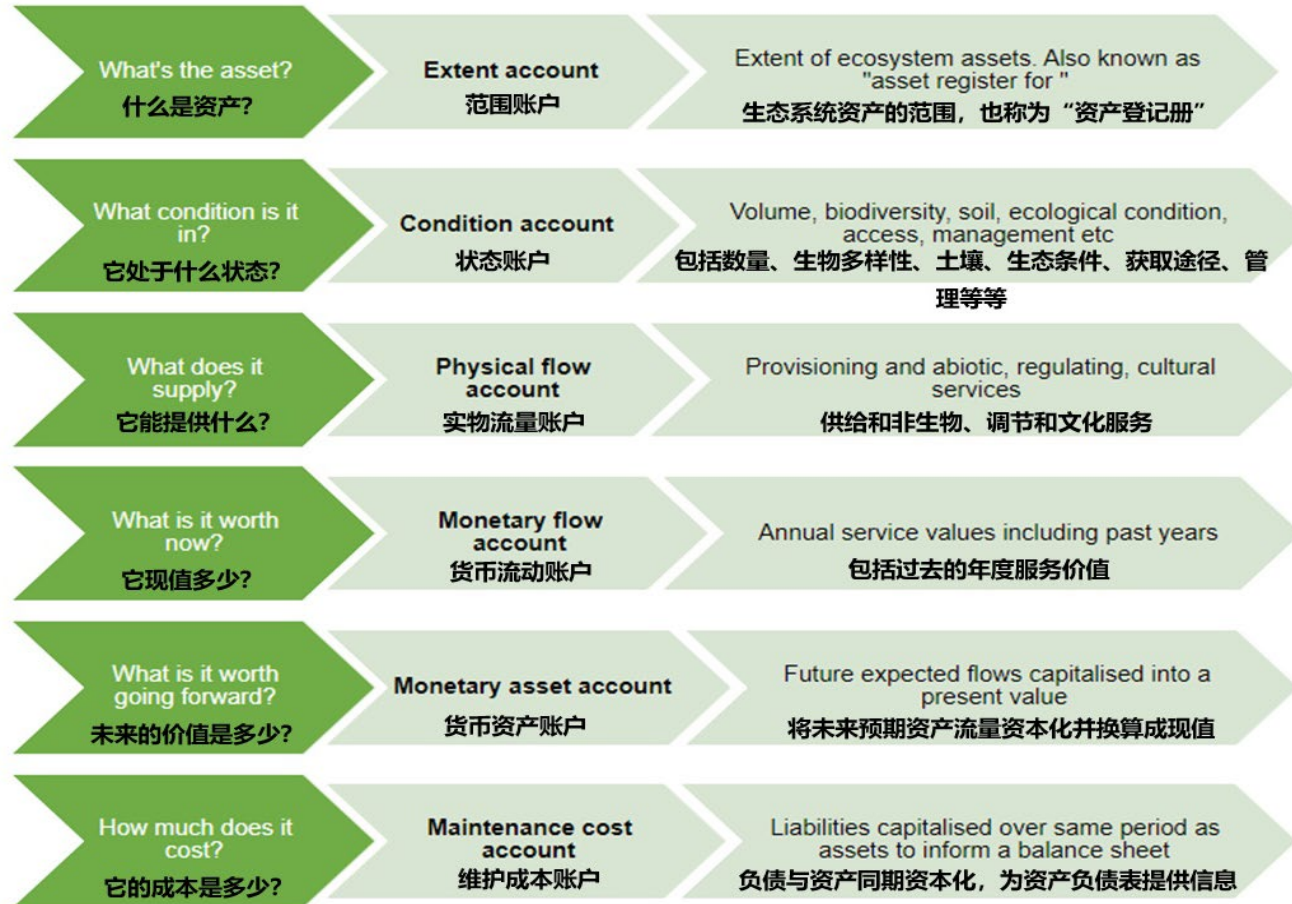 What's the asset?
什么是资产？
Extent account
范围账户
Extent of ecosystem assets. Also known as
"asset register for "
生态系统资产的范围，也称为“资产登记册”
What condition is it
in?
它处于什么状态？
Condition account
状态账户
Volume, biodiversity, soil, ecological condition,
access, management etc
包括数量、生物多样性、土壤、生态条件、获取途径、管
理等等
What does it
supply?
它能提供什么？
Physical flow
account
实物流量账户
Provisioning and abiotic, regulating, cultural
services
供给和非生物、调节和文化服务
What is it worth
now?
它现值多少？
Monetary flow
account
货币流动账户
Annual service values including past years
包括过去的年度服务价值
What is it worth
going forward?
未来的价值是多少？
Monetary asset account
货币资产账户
Future expected flows capitalised into a
present value
将未来预期资产流量资本化并换算成现值
How much does it
cost?
它的成本是多少？
Maintenance cost
account
维护成本账户
Liabilities capitalised over same period as
assets to inform a balance sheet
负债与资产同期资本化，为资产负债表提供信息